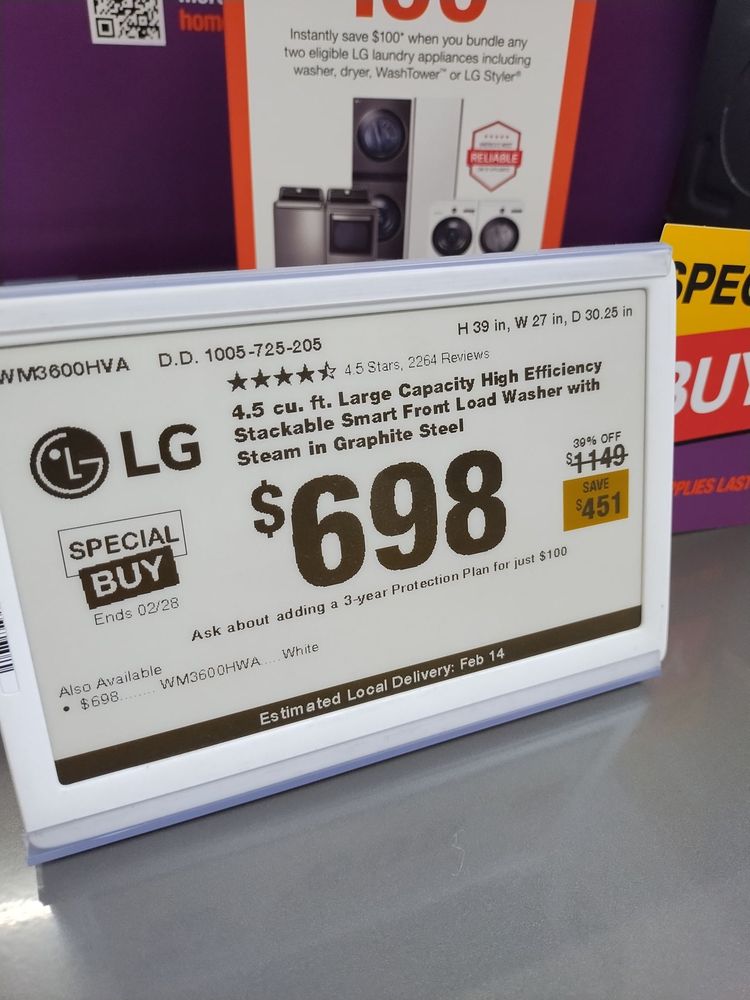 hom
100
Instantly save $100* when you bundle any
two eligible LG laundry appliances including
washer, dryer, WashTower™ or LG Styler®
RELIABLE
SPEC
BUY
PPLIES LAST
WM3600HVA D.D. 1005-725-205 H 39 in, W 27 in, D 30.25 in
4.5 Stars, 2264 Reviews
4.5 cu. ft. Large Capacity High Efficiency
Stackable Smart Front Load Washer with
Steam in Graphite Steel
LG
39% OFF
$1149
SAVE
$451
$698
SPECIAL
BUY
Ends 02/28
Ask about adding a 3-year Protection Plan for just $100
Also Available
• $698........ WM3600HWA.... White
Estimated Local Delivery: Feb 14